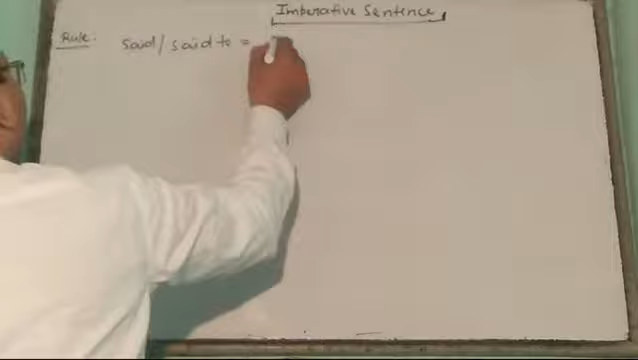 Imperative Sentence
Rule: Said/said to =